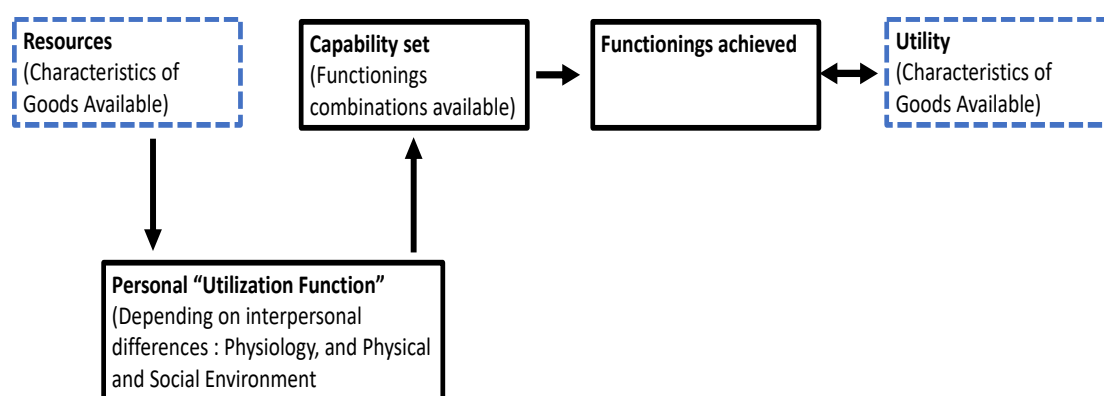 Resources
(Characteristics of
Goods Available)
Capability set
(Functionings
combinations available)
Functionings achieved
Utility
(Characteristics of
Goods Available)
Personal “Utilization Function”
(Depending on interpersonal
differences : Physiology, and Physical
and Social Environment